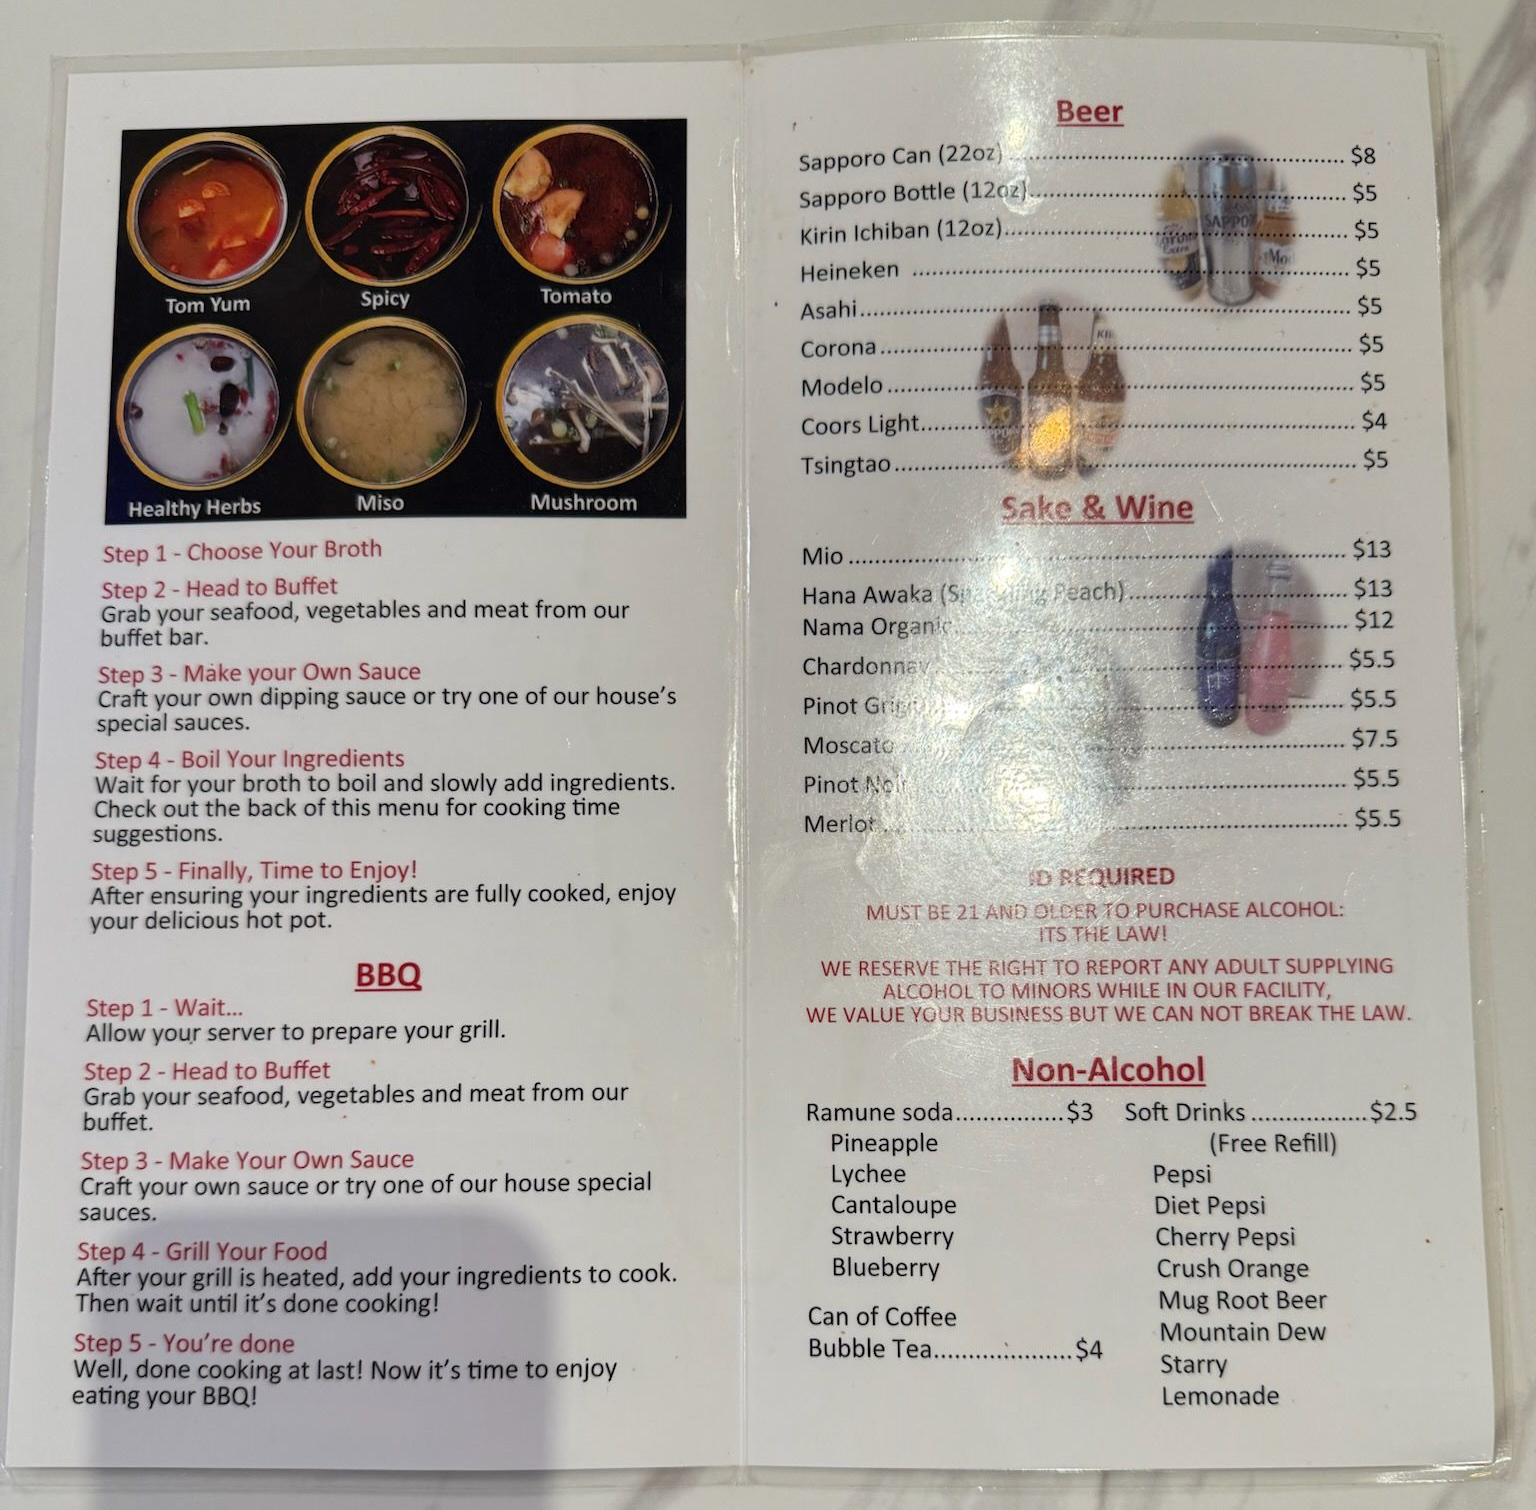 Tom Yum
Spicy
Tomato
Healthy Herbs
Miso
Mushroom
Step 1 - Choose Your Broth
Step 2 - Head to Buffet
Grab your seafood, vegetables and meat from our
buffet bar.
Step 3 - Make your Own Sauce
Craft your own dipping sauce or try one of our house's
special sauces.
Step 4 - Boil Your Ingredients
Wait for your broth to boil and slowly add ingredients.
Check out the back of this menu for cooking time
suggestions.
Step 5 - Finally, Time to Enjoy!
After ensuring your ingredients are fully cooked, enjoy
your delicious hot pot.
BBQ
Step 1 - Wait...
Allow your server to prepare your grill.
Step 2 - Head to Buffet
Grab your seafood, vegetables and meat from our
buffet.
Step 3 - Make Your Own Sauce
Craft your own sauce or try one of our house special
sauces.
Step 4 - Grill Your Food
After your grill is heated, add your ingredients to cook.
Then wait until it's done cooking!
Step 5 - You're done
Well, done cooking at last! Now it's time to enjoy
eating your BBQ!
Beer
Sapporo Can (22oz) $8
Sapporo Bottle (12oz) $5
Kirin Ichiban (12oz) $5
Heineken $5
Asahi $5
Corona $5
Modelo $5
Coors Light $4
Tsingtao $5
Sake & Wine
Mio $13
Hana Awaka (Sparkling Peach) $13
Nama Organic $12
Chardonnay $5.5
Pinot Grigio $5.5
Moscato $7.5
Pinot Noir $5.5
Merlot $5.5
ID REQUIRED
MUST BE 21 AND OLDER TO PURCHASE ALCOHOL:
ITS THE LAW!
WE RESERVE THE RIGHT TO REPORT ANY ADULT SUPPLYING
ALCOHOL TO MINORS WHILE IN OUR FACILITY,
WE VALUE YOUR BUSINESS BUT WE CAN NOT BREAK THE LAW.
Non-Alcohol
Ramune soda $3
Pineapple
Lychee
Cantaloupe
Strawberry
Blueberry
Can of Coffee
Bubble Tea $4
Soft Drinks $2.5
(Free Refill)
Pepsi
Diet Pepsi
Cherry Pepsi
Crush Orange
Mug Root Beer
Mountain Dew
Starry
Lemonade